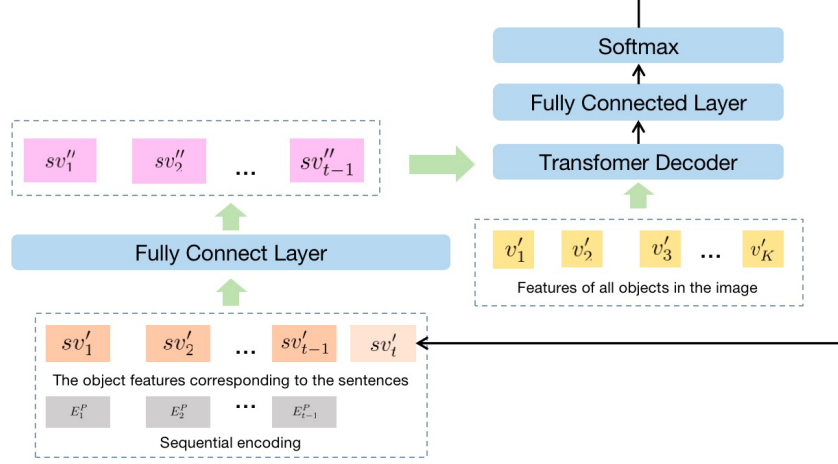 Softmax
Fully Connected Layer
Transfomer Decoder
sv''_1 sv''_2 ... sv''_{t-1}
Fully Connect Layer
v'_1 v'_2 v'_3 ... v'_K
Features of all objects in the image
sv'_1 sv'_2 ... sv'_{t-1} sv'_t
The object features corresponding to the sentences
E^P_1 E^P_2 ... E^P_{t-1}
Sequential encoding